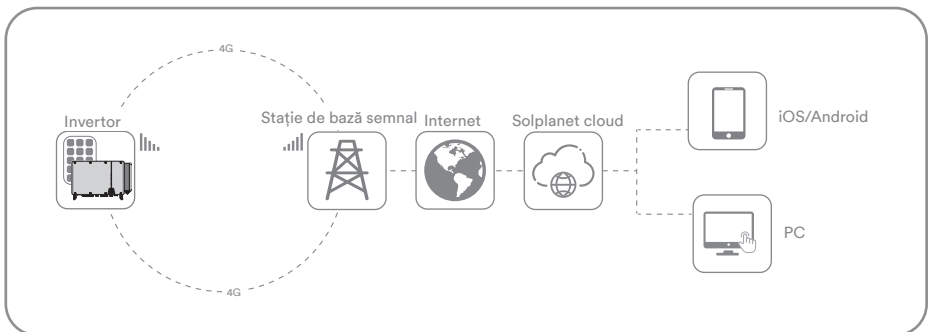 4G
Invertor
Stație de bază semnal
Internet
Solplanet cloud
iOS/Android
PC
4G